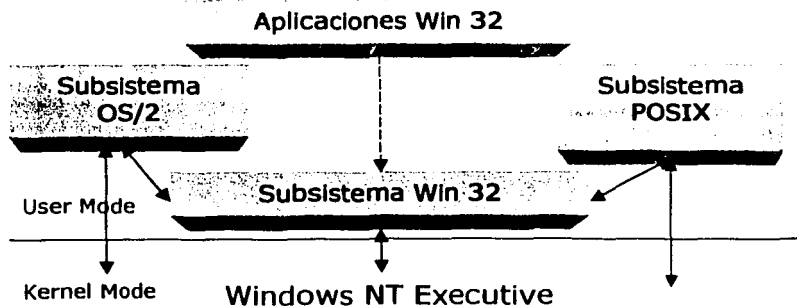 Aplicaciones Win 32
Subsistema
OS/2
Subsistema
POSIX
Subsistema Win 32
User Mode
Kernel Mode
Windows NT Executive